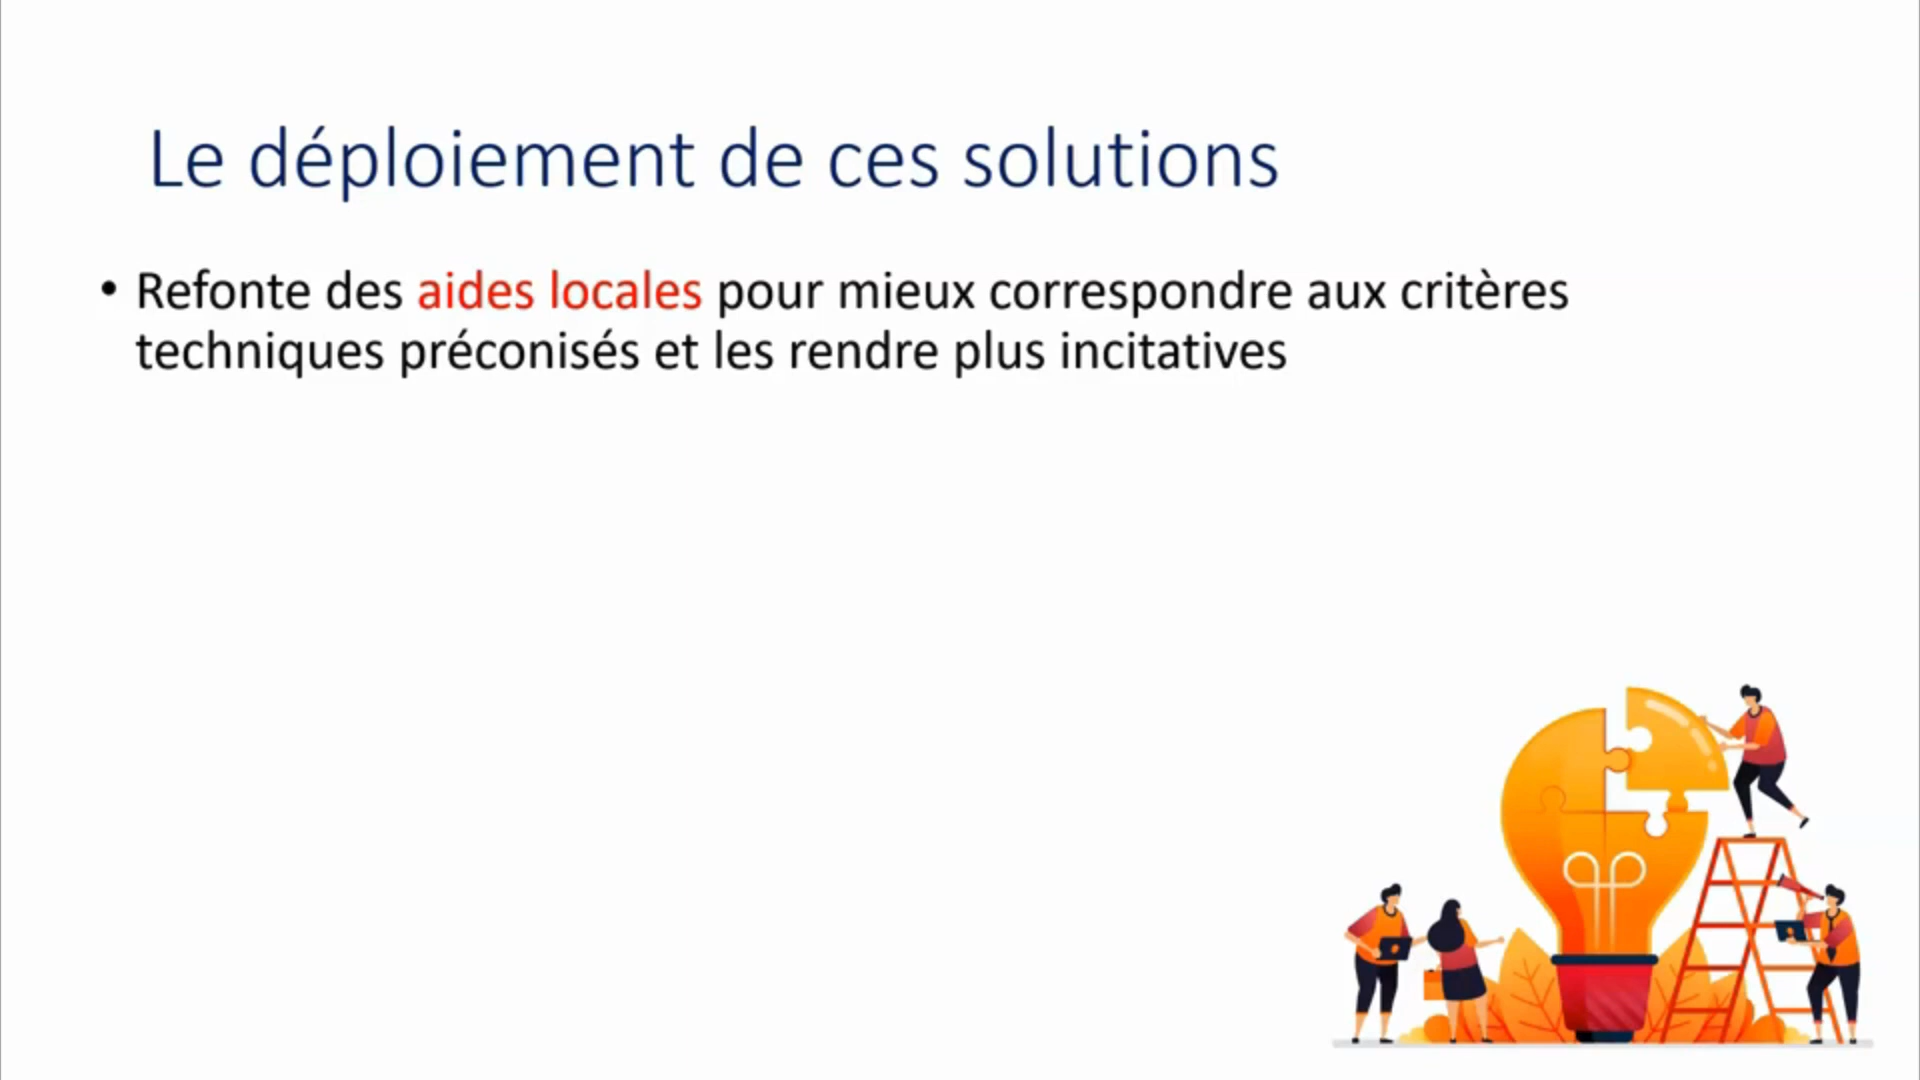 Le déploiement de ces solutions
• Refonte des aides locales pour mieux correspondre aux critères
techniques préconisés et les rendre plus incitatives